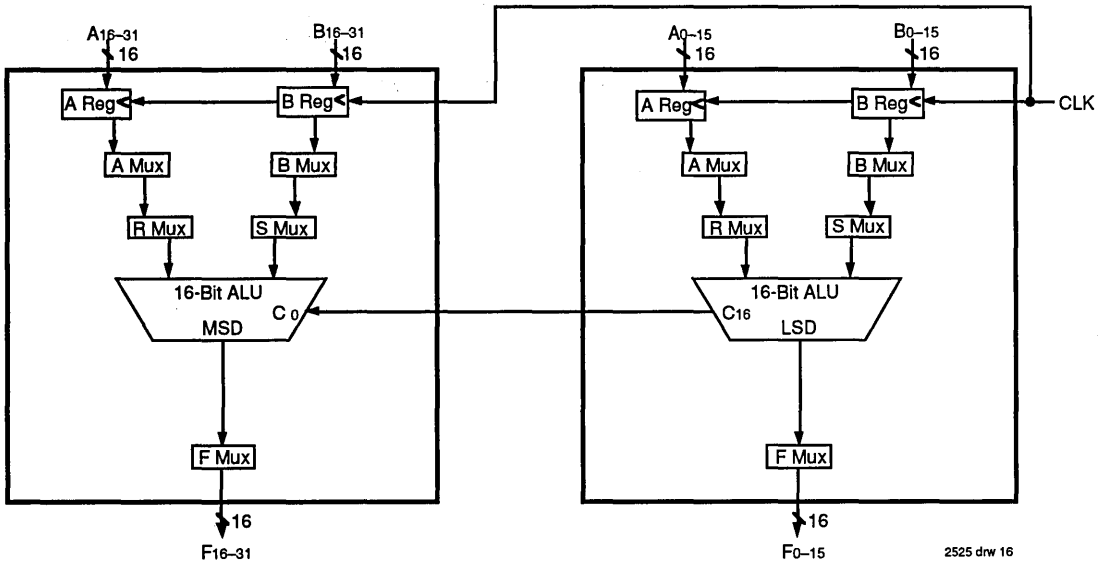 A16–31 B16–31 A0–15 B0–15
16 16 16 16
A Reg< B Reg< A Reg< B Reg< CLK
A Mux B Mux A Mux B Mux
R Mux S Mux R Mux S Mux
16-Bit ALU 16-Bit ALU
C0 C16
MSD LSD
F Mux F Mux
16 16
F16–31 F0–15 2525 drw 16